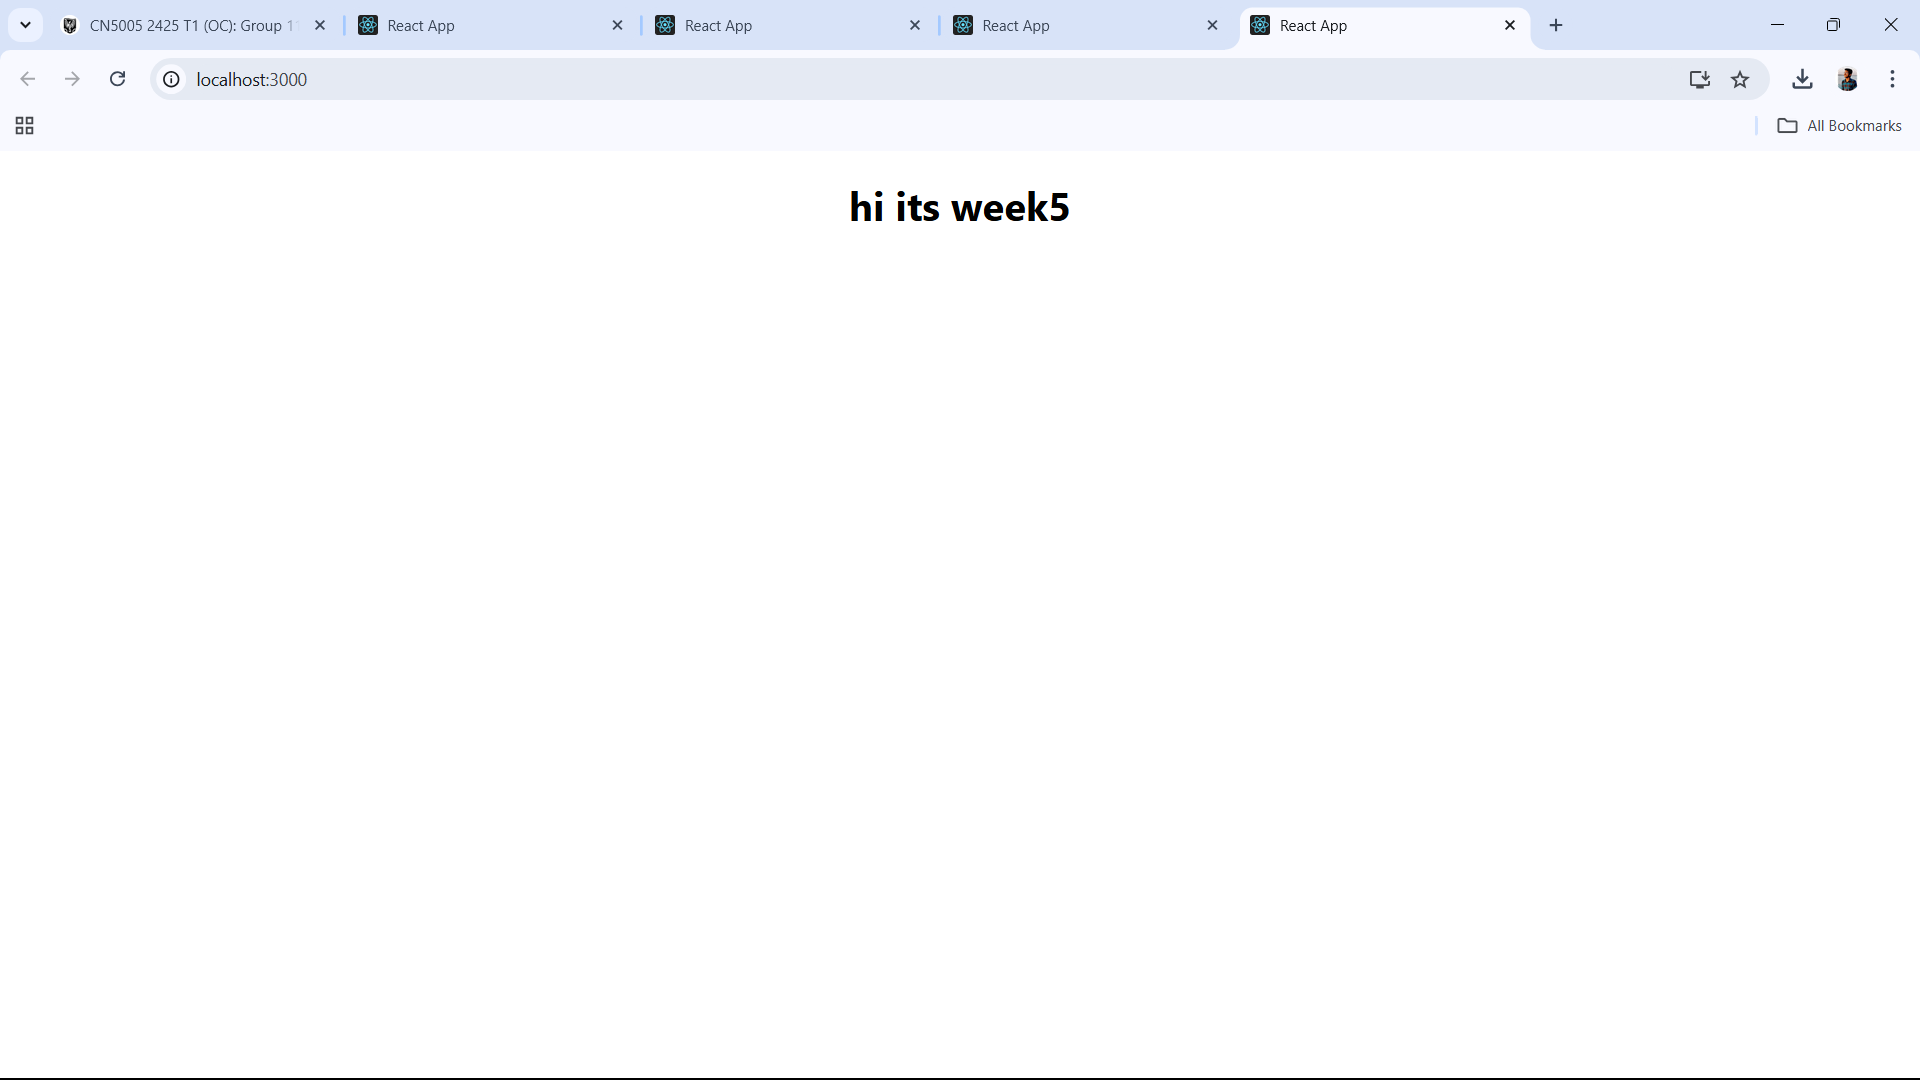 CN5005 2425 T1 (OC): Group 11
React App
React App
React App
React App
localhost:3000
All Bookmarks
hi its week5